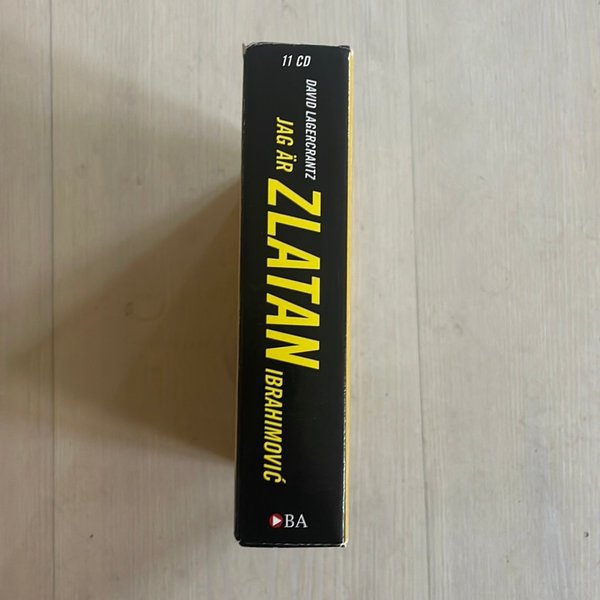 11 CD
DAVID LAGERCRANTZ
JAG ÄR
ZLATAN
IBRAHIMOVIĆ
BA